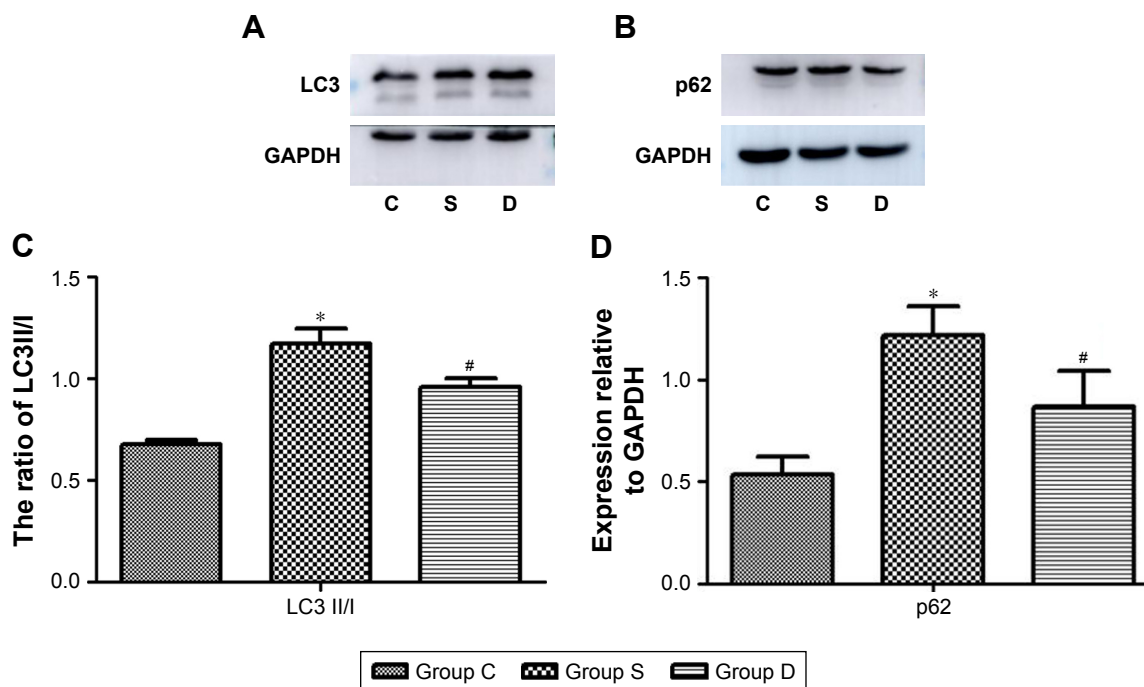 A
B
LC3
p62
GAPDH
GAPDH
C S D
C S D
C
D
The ratio of LC3II/I
1.5
1.0
0.5
0.0
*
#
LC3 II/I
Expression relative
to GAPDH
1.5
1.0
0.5
0.0
*
#
p62
Group C Group S Group D